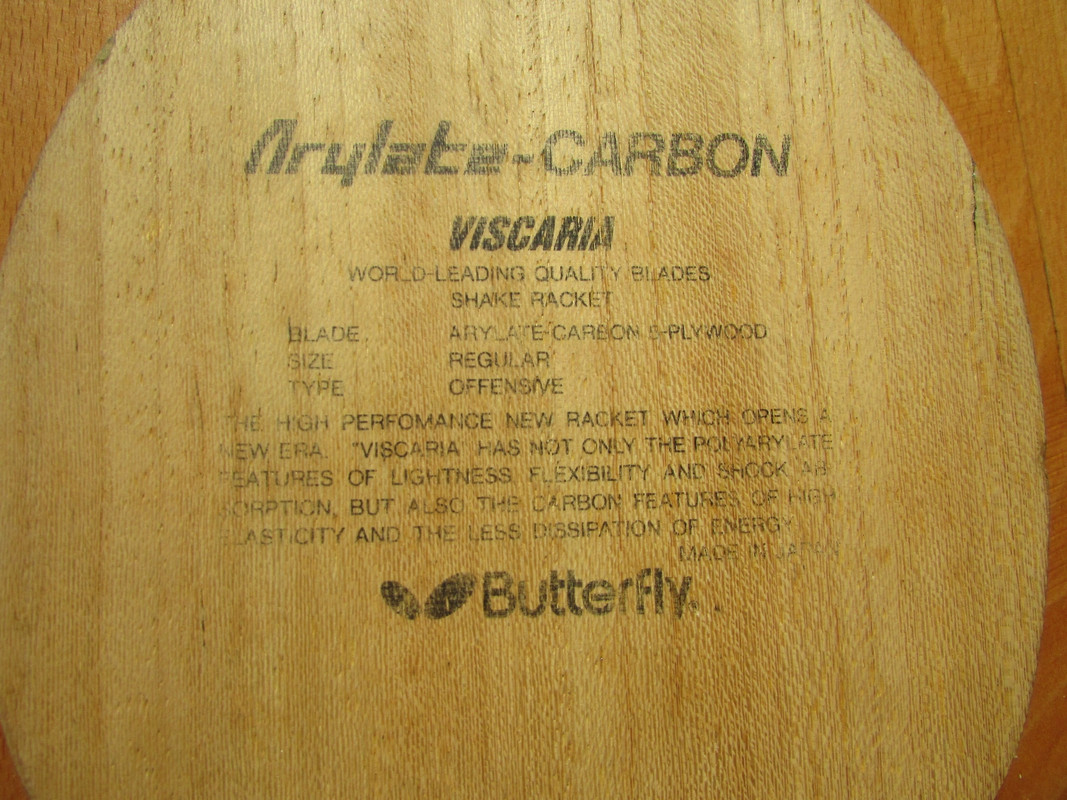 Arylate-CARBON
VISCARIA
WORLD-LEADING QUALITY BLADES
SHAKE RACKET
BLADE ARYLATE-CARBON 5-PLYWOOD
SIZE REGULAR
TYPE OFFENSIVE
THE HIGH PERFOMANCE NEW RACKET WHICH OPENS A
NEW ERA. "VISCARIA" HAS NOT ONLY THE POLYARYLATE
FEATURES OF LIGHTNESS, FLEXIBILITY AND SHOCK AB-
SORPTION, BUT ALSO THE CARBON FEATURES OF HIGH
ELASTICITY AND THE LESS DISSIPATION OF ENERGY.
MADE IN JAPAN
Butterfly